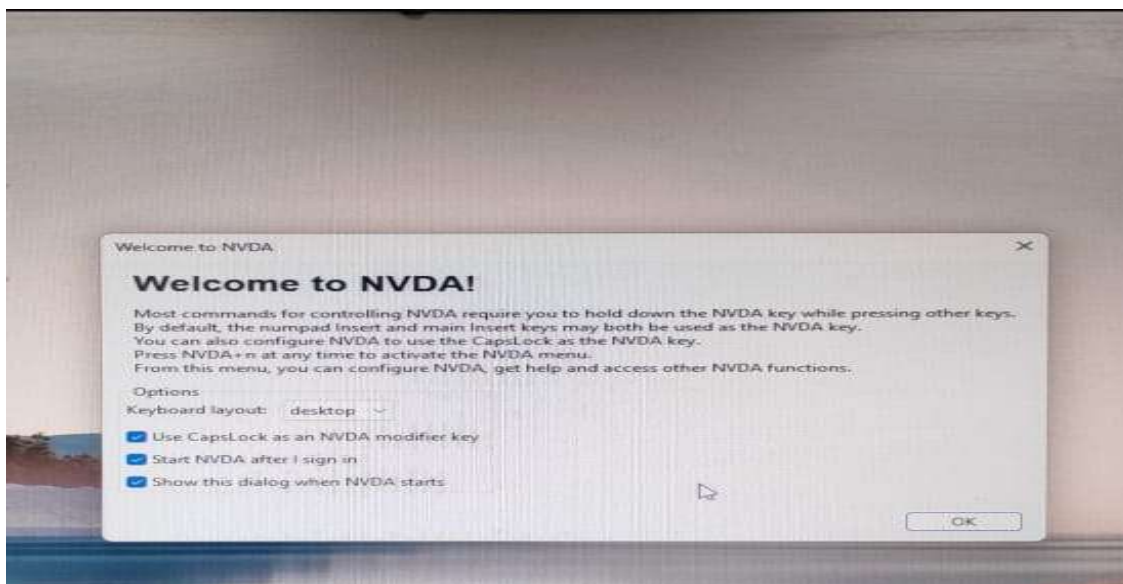 Welcome to NVDA
Welcome to NVDA!
Most commands for controlling NVDA require you to hold down the NVDA key while pressing other keys.
By default, the numpad Insert and main Insert keys may both be used as the NVDA key.
You can also configure NVDA to use the CapsLock as the NVDA key.
Press NVDA+n at any time to activate the NVDA menu.
From this menu, you can configure NVDA, get help and access other NVDA functions.
Options
Keyboard layout: desktop
Use CapsLock as an NVDA modifier key
Start NVDA after I sign in
Show this dialog when NVDA starts
OK